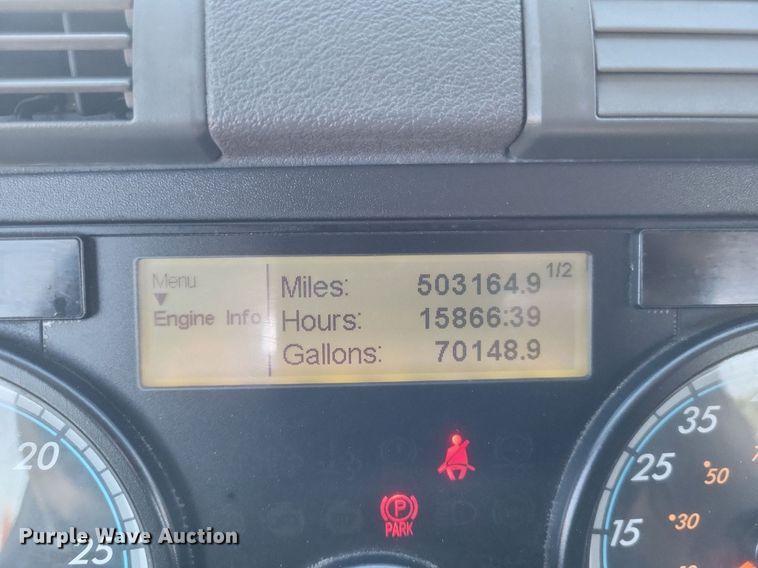 Menu
Engine Info
1/2
Miles: 503164.9
Hours: 15866:39
Gallons: 70148.9
20
25
35
25
15
50
30
PARK
Purple Wave Auction